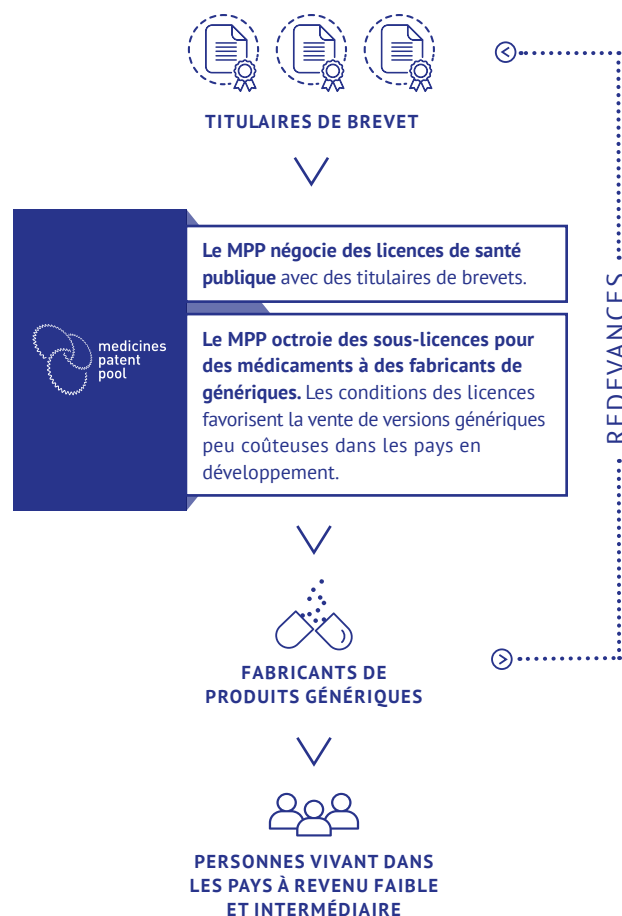 TITULAIRES DE BREVET
Le MPP négocie des licences de santé
publique avec des titulaires de brevets.
medicines
patent
pool
Le MPP octroie des sous-licences pour
des médicaments à des fabricants de
génériques. Les conditions des licences
favorisent la vente de versions génériques
peu coûteuses dans les pays en
développement.
REDEVANCES
FABRICANTS DE
PRODUITS GÉNÉRIQUES
PERSONNES VIVANT DANS
LES PAYS À REVENU FAIBLE
ET INTERMÉDIAIRE